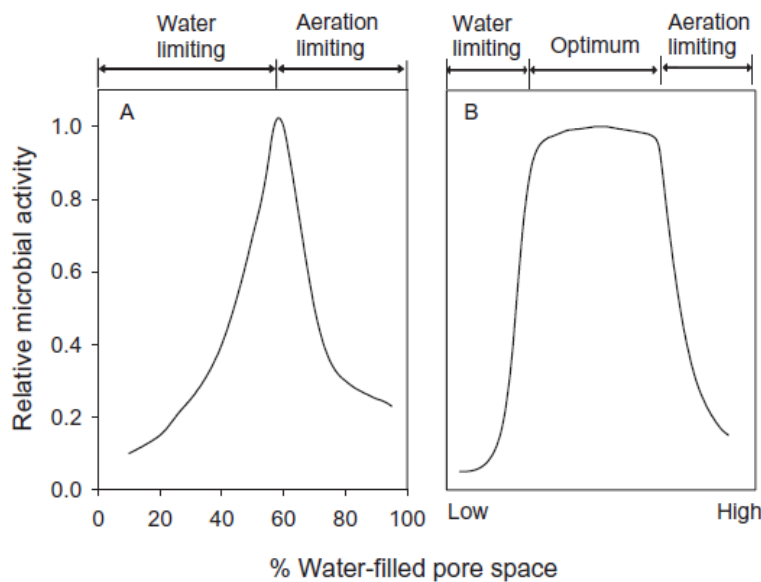 Water
limiting
Aeration
limiting
Water
limiting
Optimum
Aeration
limiting
A
B
Relative microbial activity
1.0
0.8
0.6
0.4
0.2
0.0
0 20 40 60 80 100
Low High
% Water-filled pore space